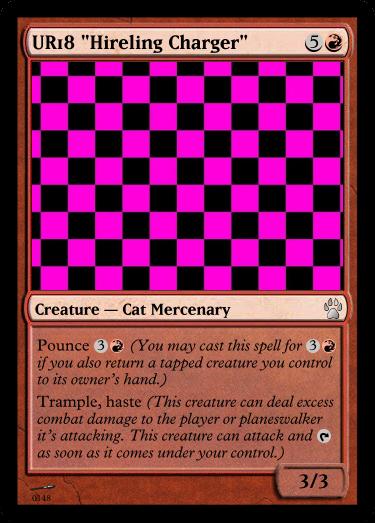 UR18 "Hireling Charger" 5
Creature — Cat Mercenary
Pounce 3 (You may cast this spell for 3
if you also return a tapped creature you control
to its owner's hand.)
Trample, haste (This creature can deal excess
combat damage to the player or planeswalker
it's attacking. This creature can attack and
as soon as it comes under your control.)
3/3
0148